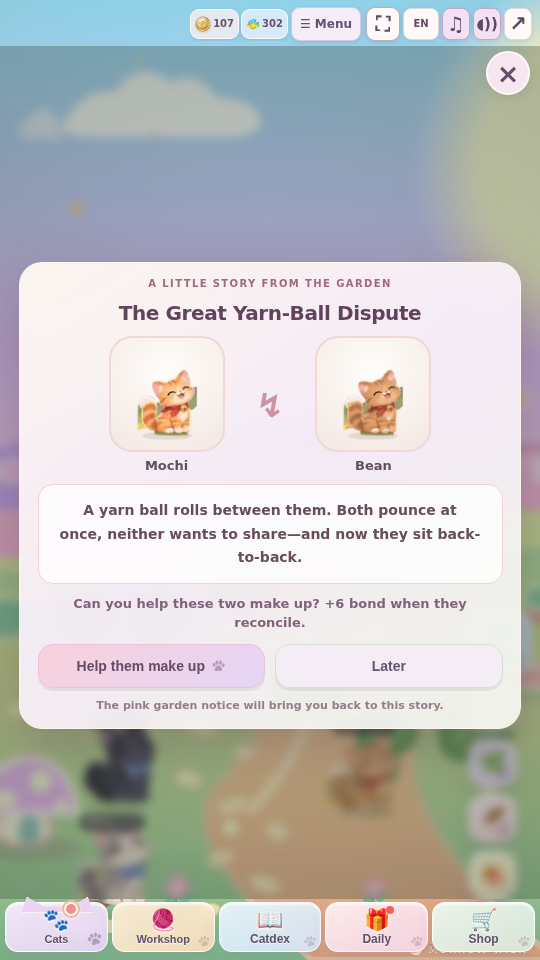 107
302
☰ Menu
EN
A LITTLE STORY FROM THE GARDEN
The Great Yarn-Ball Dispute
Mochi
Bean
A yarn ball rolls between them. Both pounce at
once, neither wants to share—and now they sit back-
to-back.
Can you help these two make up? +6 bond when they
reconcile.
Help them make up
Later
The pink garden notice will bring you back to this story.
Cats
Workshop
Catdex
Daily
Shop